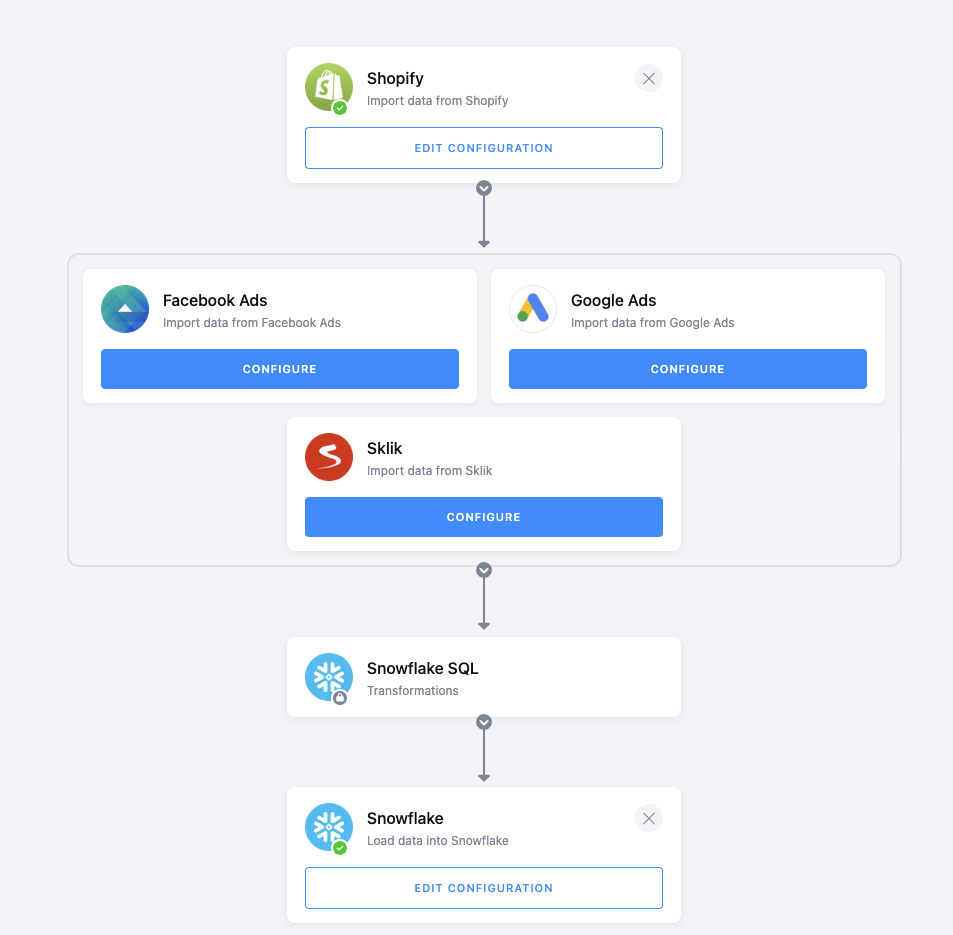 Shopify
Import data from Shopify
EDIT CONFIGURATION
Facebook Ads
Import data from Facebook Ads
CONFIGURE
Google Ads
Import data from Google Ads
CONFIGURE
Sklik
Import data from Sklik
CONFIGURE
Snowflake SQL
Transformations
Snowflake
Load data into Snowflake
EDIT CONFIGURATION